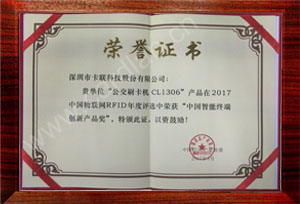 荣誉证书
深圳市卡联科技股份有限公司：
贵单位“公交刷卡机 CL1306”产品在2017
中国物联网RFID年度评选中荣获“中国智能终端
创新产品奖”，特颁此证，以资鼓励！